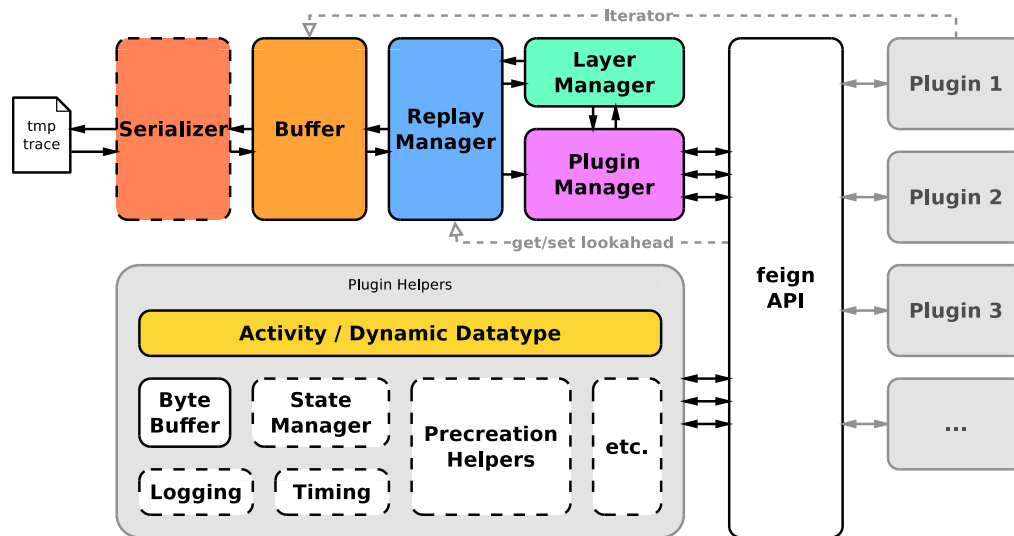 Iterator
tmp
trace
Serializer
Buffer
Replay
Manager
Layer
Manager
Plugin
Manager
get/set lookahead
feign
API
Plugin 1
Plugin 2
Plugin 3
...
Plugin Helpers
Activity / Dynamic Datatype
Byte
Buffer
State
Manager
Precreation
Helpers
etc.
Logging
Timing